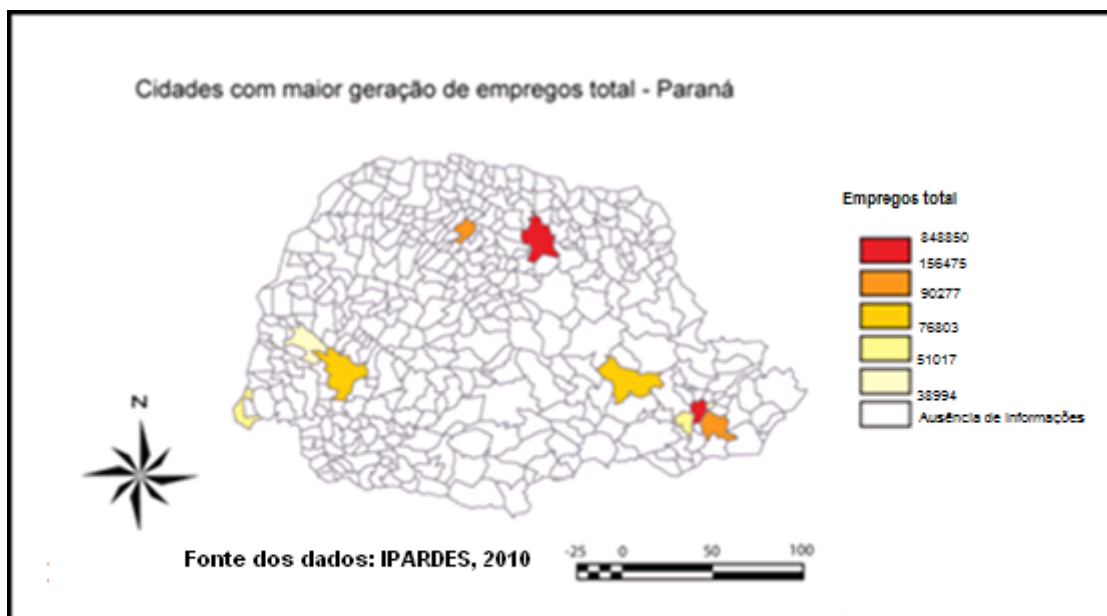 Cidades com maior geração de empregos total - Paraná
Empregos total
848850
156475
90277
76803
51017
38994
Ausência de Informações
N
Fonte dos dados: IPARDES, 2010
-25 0 50 100